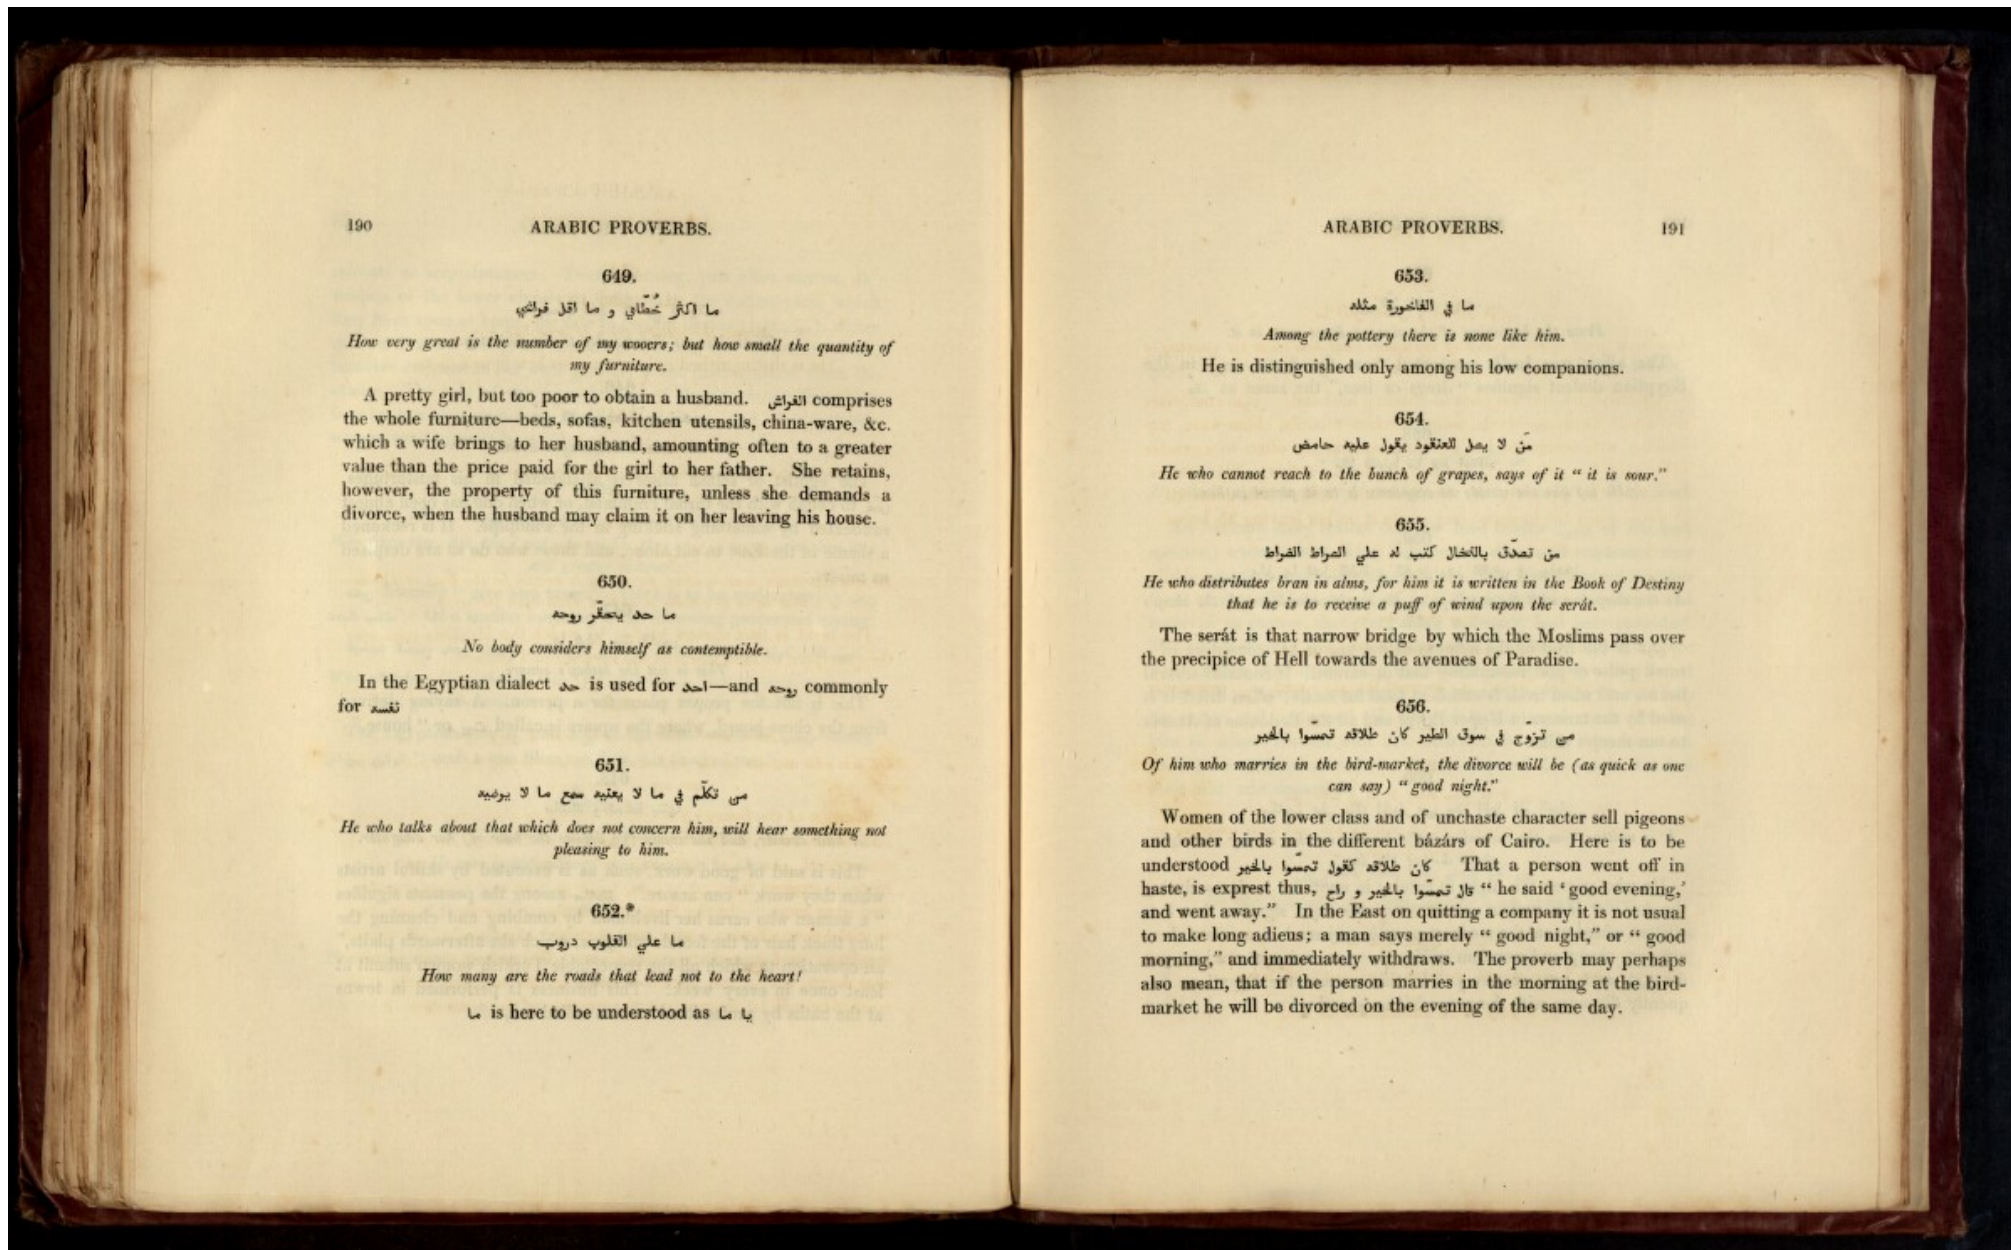 190 ARABIC PROVERBS.
649.
ما اكثر خُطّابي و ما اقل فراشي
How very great is the number of my wooers; but how small the quantity of
my furniture.
A pretty girl, but too poor to obtain a husband. الفراش comprises
the whole furniture—beds, sofas, kitchen utensils, china-ware, &c.
which a wife brings to her husband, amounting often to a greater
value than the price paid for the girl to her father. She retains,
however, the property of this furniture, unless she demands a
divorce, when the husband may claim it on her leaving his house.
650.
ما حد يتحقّر روحه
No body considers himself as contemptible.
In the Egyptian dialect حد is used for احد—and روحه commonly
for نفسه
651.
من تكلّم في ما لا يعنيه سمع ما لا يرضيه
He who talks about that which does not concern him, will hear something not
pleasing to him.
652.*
ما علي القلوب دروب
How many are the roads that lead not to the heart!
ما is here to be understood as يا ما
ARABIC PROVERBS. 191
653.
ما في الفاخورة مثله
Among the pottery there is none like him.
He is distinguished only among his low companions.
654.
مَن لا يصل للعنقود يقول عليه حامض
He who cannot reach to the bunch of grapes, says of it “ it is sour.”
655.
من تصدّق بالنخال كتب له علي الصراط الضراط
He who distributes bran in alms, for him it is written in the Book of Destiny
that he is to receive a puff of wind upon the serát.
The serát is that narrow bridge by which the Moslims pass over
the precipice of Hell towards the avenues of Paradise.
656.
من تزوّج في سوق الطير كان طلاقه تمسّوا بالخير
Of him who marries in the bird-market, the divorce will be (as quick as one
can say) “ good night.”
Women of the lower class and of unchaste character sell pigeons
and other birds in the different bázárs of Cairo. Here is to be
understood كان طلاقه كقول تمسّوا بالخير That a person went off in
haste, is exprest thus, قال تمسّوا بالخير و راح “ he said ‘ good evening,’
and went away.” In the East on quitting a company it is not usual
to make long adieus; a man says merely “ good night,” or “ good
morning,” and immediately withdraws. The proverb may perhaps
also mean, that if the person marries in the morning at the bird-
market he will be divorced on the evening of the same day.